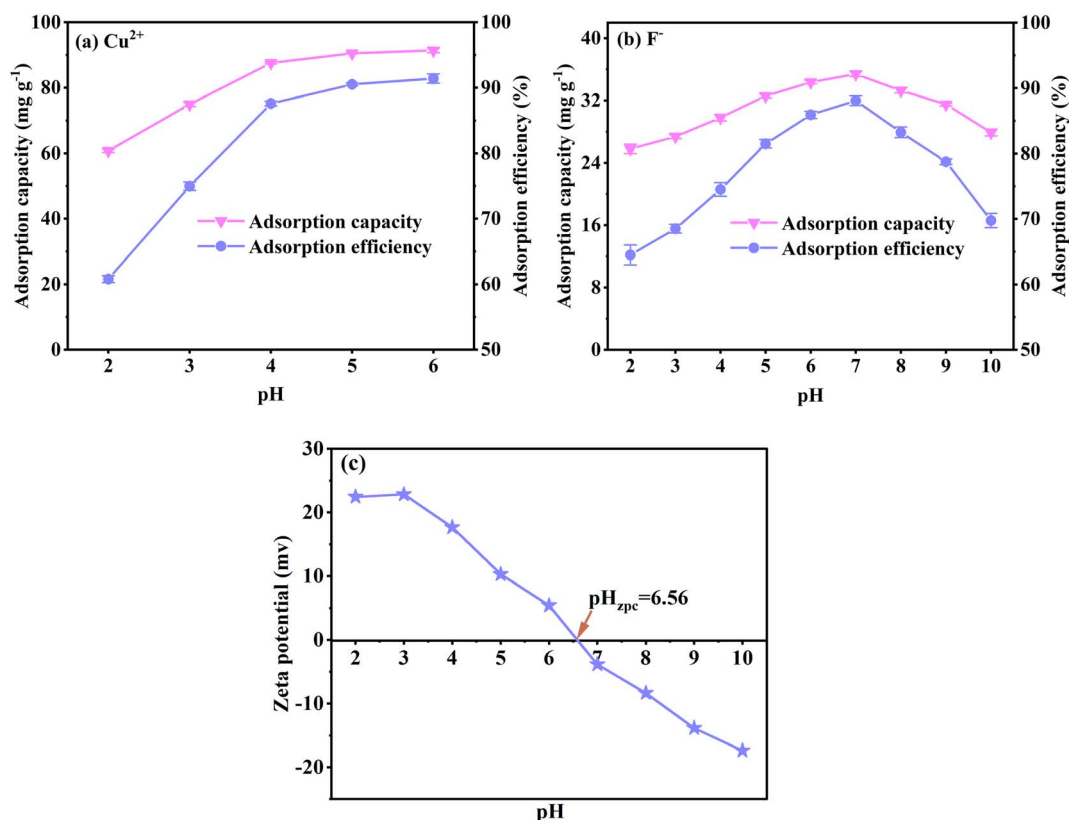 (a) Cu²⁺
Adsorption capacity (mg g⁻¹)
100
80
60
40
20
0
Adsorption capacity
Adsorption efficiency
100
90
80
70
60
50
Adsorption efficiency (%)
2 3 4 5 6
pH
(b) F⁻
Adsorption capacity (mg g⁻¹)
40
32
24
16
8
0
Adsorption capacity
Adsorption efficiency
100
90
80
70
60
50
Adsorption efficiency (%)
2 3 4 5 6 7 8 9 10
pH
(c)
Zeta potential (mv)
30
20
10
0
-10
-20
pHzpc=6.56
2 3 4 5 6 7 8 9 10
pH